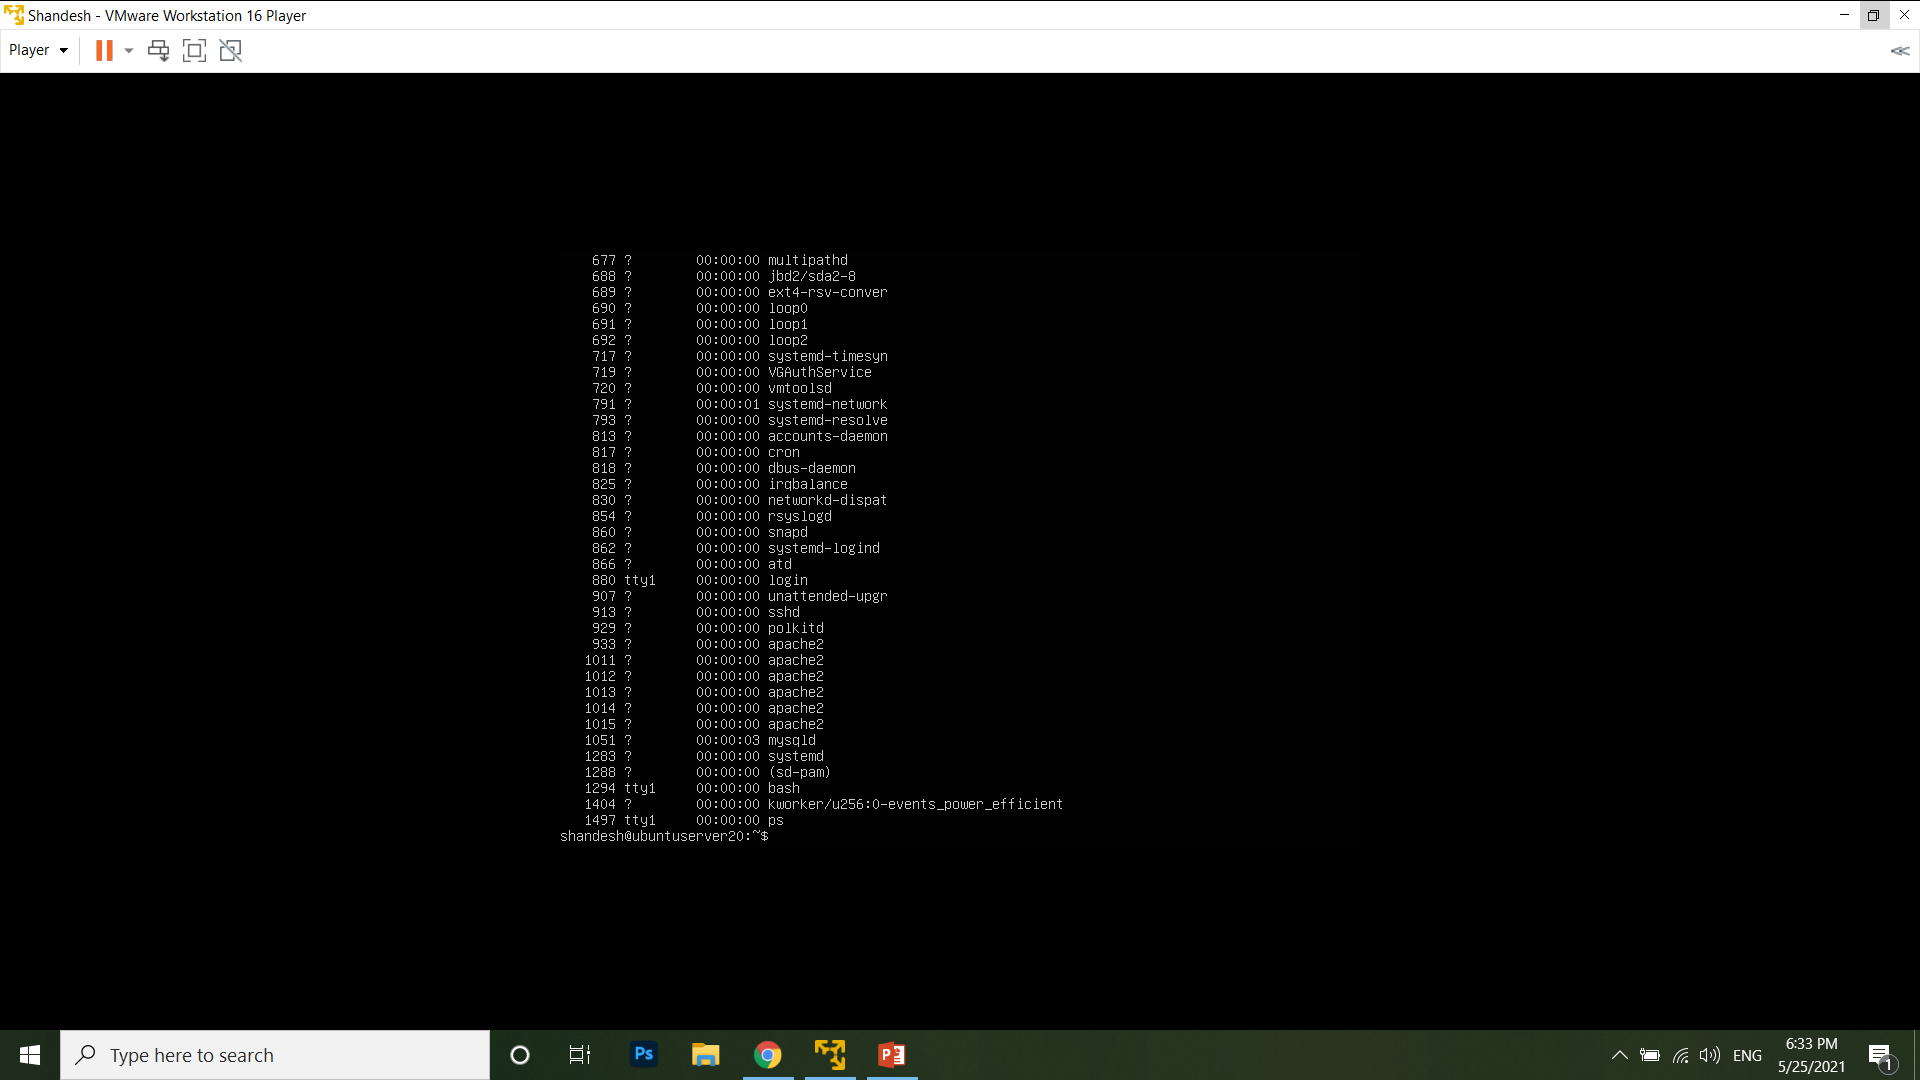 Shandesh - VMware Workstation 16 Player
Player
677 ? 00:00:00 multipathd
688 ? 00:00:00 jbd2/sda2-8
689 ? 00:00:00 ext4-rsv-conver
690 ? 00:00:00 loop0
691 ? 00:00:00 loop1
692 ? 00:00:00 loop2
717 ? 00:00:00 systemd-timesyn
719 ? 00:00:00 VGAuthService
720 ? 00:00:00 vmtoolsd
791 ? 00:00:01 systemd-network
793 ? 00:00:00 systemd-resolve
813 ? 00:00:00 accounts-daemon
817 ? 00:00:00 cron
818 ? 00:00:00 dbus-daemon
825 ? 00:00:00 irqbalance
830 ? 00:00:00 networkd-dispat
854 ? 00:00:00 rsyslogd
860 ? 00:00:00 snapd
862 ? 00:00:00 systemd-logind
866 ? 00:00:00 atd
880 tty1 00:00:00 login
907 ? 00:00:00 unattended-upgr
913 ? 00:00:00 sshd
929 ? 00:00:00 polkitd
933 ? 00:00:00 apache2
1011 ? 00:00:00 apache2
1012 ? 00:00:00 apache2
1013 ? 00:00:00 apache2
1014 ? 00:00:00 apache2
1015 ? 00:00:00 apache2
1051 ? 00:00:03 mysqld
1283 ? 00:00:00 systemd
1288 ? 00:00:00 (sd-pam)
1294 tty1 00:00:00 bash
1404 ? 00:00:00 kworker/u256:0-events_power_efficient
1497 tty1 00:00:00 ps
shandesh@ubuntuserver20:~$
Type here to search
Ps
P
ENG
6:33 PM
5/25/2021
1